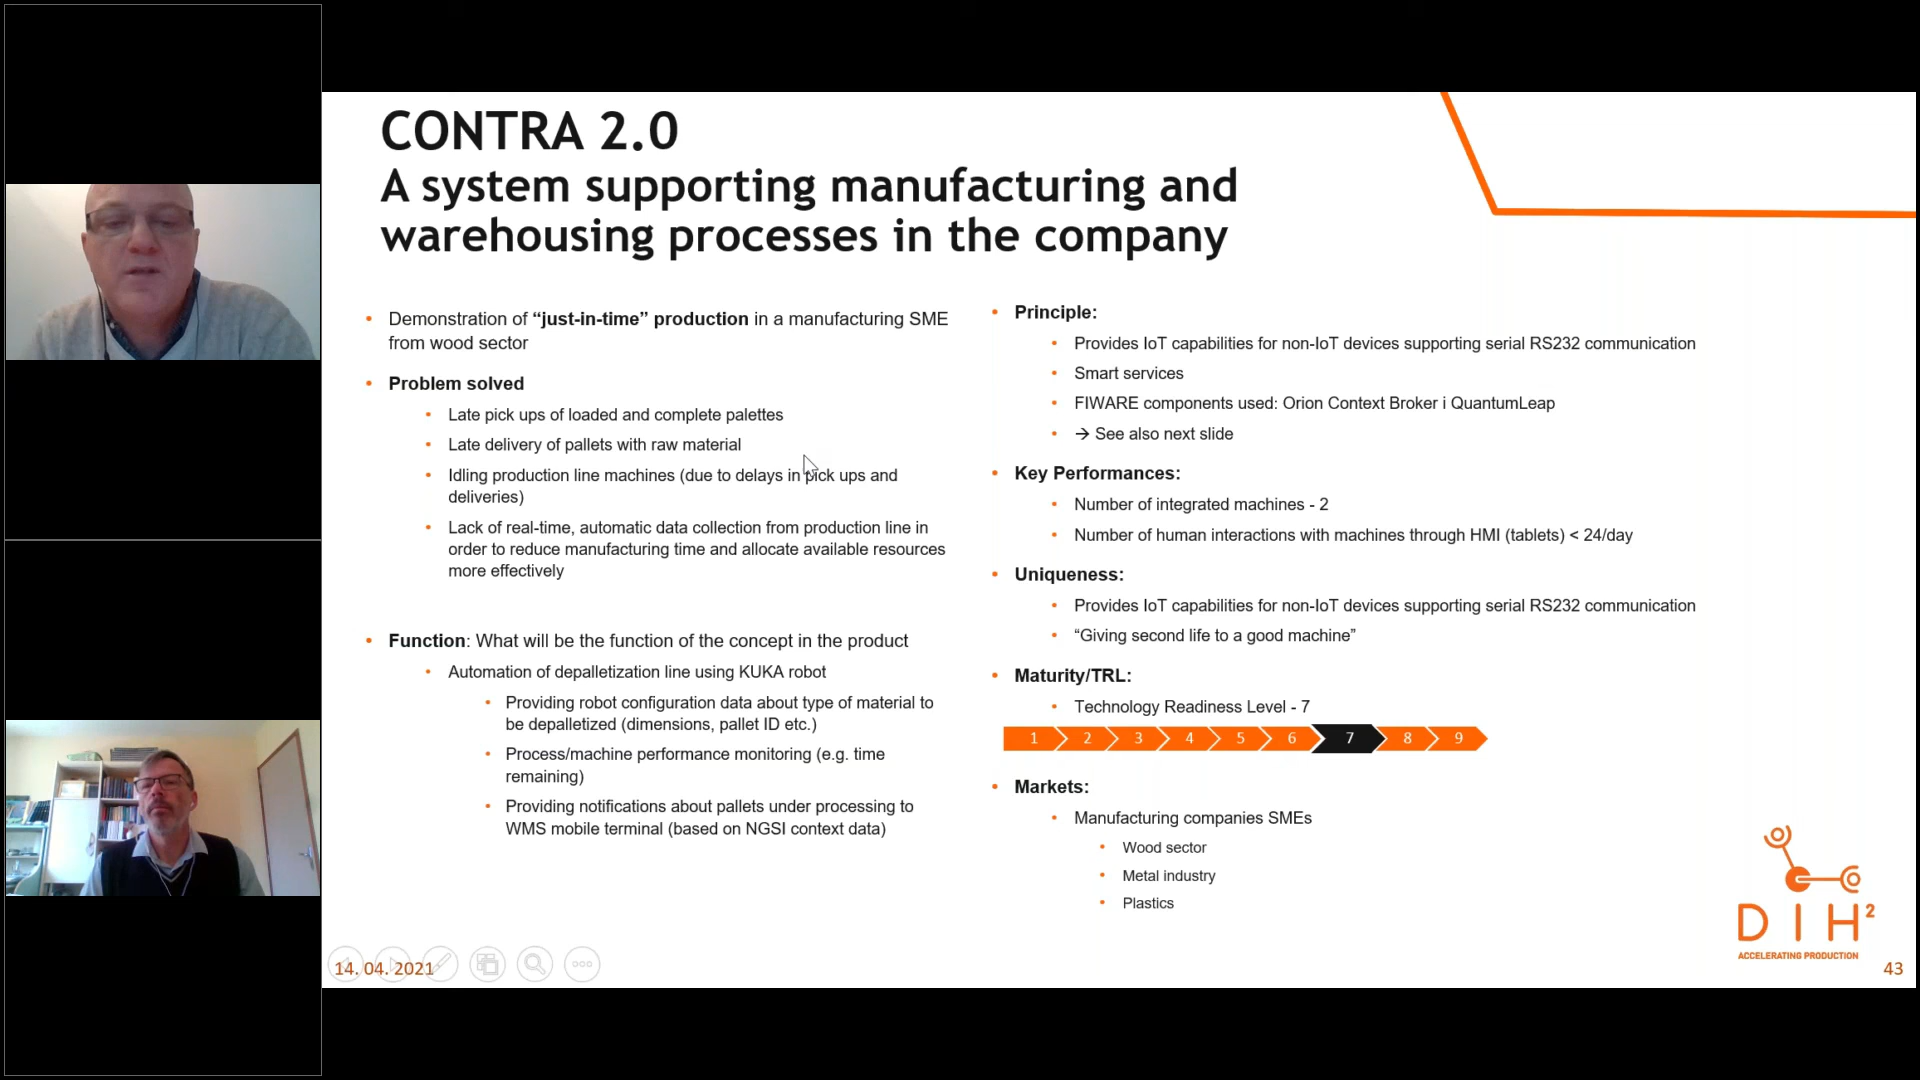 CONTRA 2.0
A system supporting manufacturing and
warehousing processes in the company
Demonstration of “just-in-time” production in a manufacturing SME
from wood sector
Problem solved
Late pick ups of loaded and complete palettes
Late delivery of pallets with raw material
Idling production line machines (due to delays in pick ups and
deliveries)
Lack of real-time, automatic data collection from production line in
order to reduce manufacturing time and allocate available resources
more effectively
Function: What will be the function of the concept in the product
Automation of depalletization line using KUKA robot
Providing robot configuration data about type of material to
be depalletized (dimensions, pallet ID etc.)
Process/machine performance monitoring (e.g. time
remaining)
Providing notifications about pallets under processing to
WMS mobile terminal (based on NGSI context data)
Principle:
Provides IoT capabilities for non-IoT devices supporting serial RS232 communication
Smart services
FIWARE components used: Orion Context Broker i QuantumLeap
→ See also next slide
Key Performances:
Number of integrated machines - 2
Number of human interactions with machines through HMI (tablets) < 24/day
Uniqueness:
Provides IoT capabilities for non-IoT devices supporting serial RS232 communication
“Giving second life to a good machine”
Maturity/TRL:
Technology Readiness Level - 7
1 2 3 4 5 6 7 8 9
Markets:
Manufacturing companies SMEs
Wood sector
Metal industry
Plastics
DIH²
ACCELERATING PRODUCTION
14. 04. 2021
43